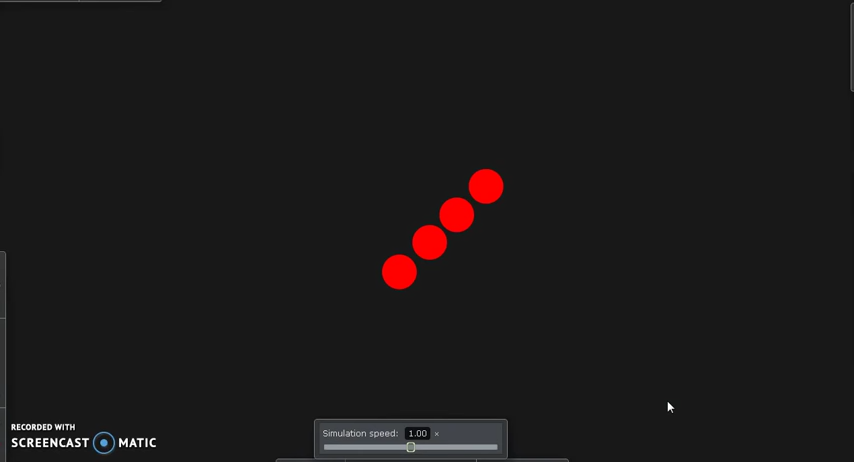 Simulation speed: 1.00 ×
RECORDED WITH
SCREENCAST MATIC